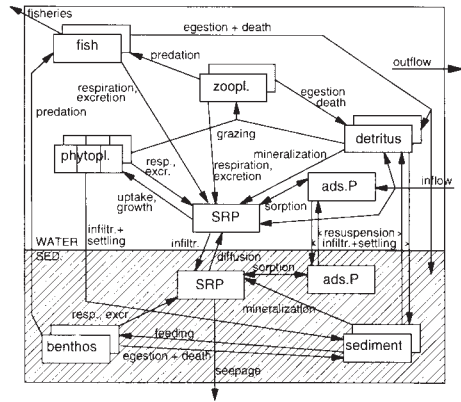 fisheries
egestion + death
fish
predation
outflow
zoopl.
respiration,
excretion
egestion
death
predation
grazing
detritus
phytopl.
resp.,
excr.
respiration,
excretion
mineralization
ads.P
inflow
uptake,
growth
sorption
SRP
infiltr.+
settling
< resuspension >
infiltr.+settling
WATER
infiltr.
diffusion
SED.
sorption
SRP
ads.P
mineralization
resp., excr.
feeding
benthos
sediment
egestion + death
seepage